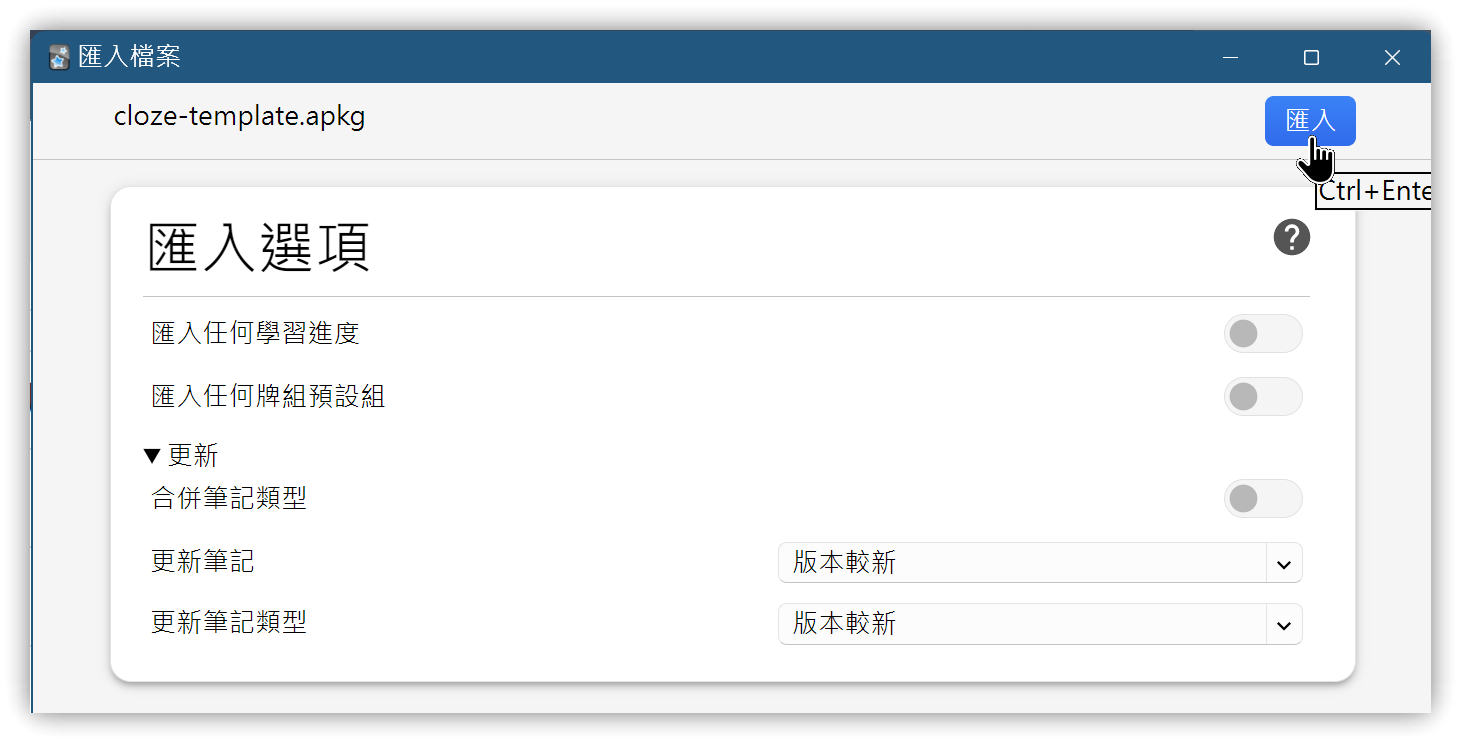 匯入檔案
cloze-template.apkg
匯入
Ctrl+Ente
匯入選項
?
匯入任何學習進度
匯入任何牌組預設組
▼ 更新
合併筆記類型
更新筆記
版本較新
更新筆記類型
版本較新